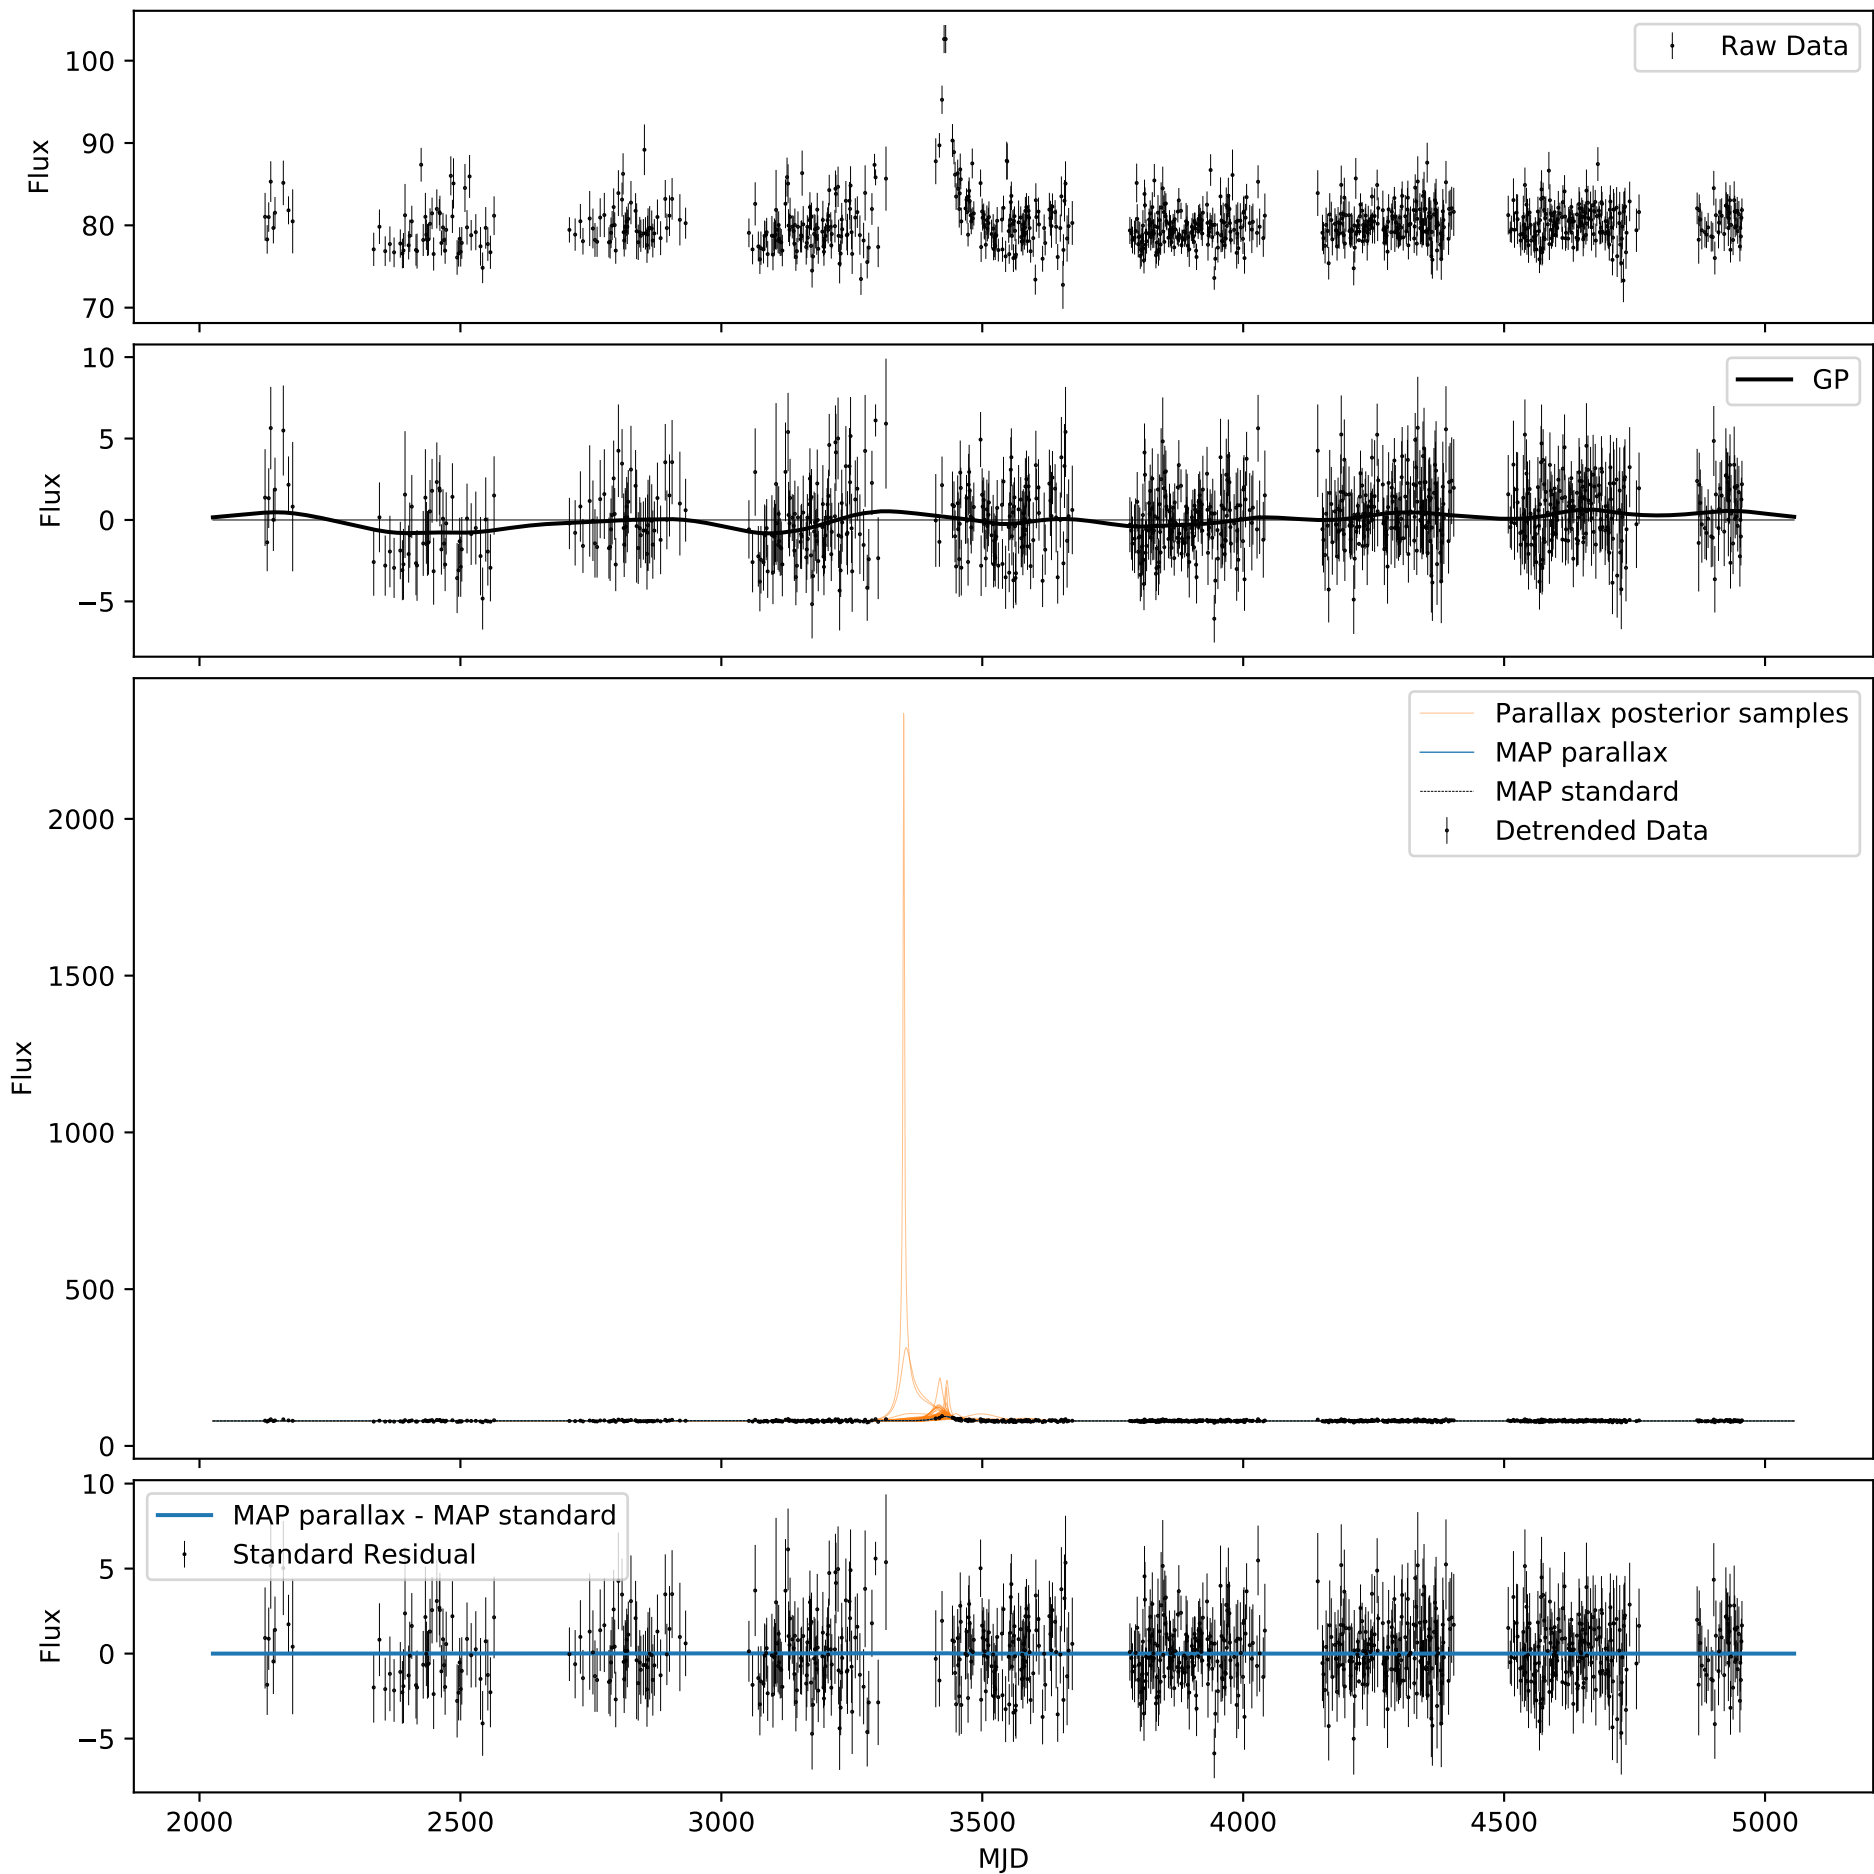 Raw Data
Flux
100
90
80
70
GP
Flux
10
5
0
−5
Parallax posterior samples
MAP parallax
MAP standard
Detrended Data
Flux
2000
1500
1000
500
0
MAP parallax - MAP standard
Standard Residual
Flux
10
5
0
−5
2000 2500 3000 3500 4000 4500 5000
MJD